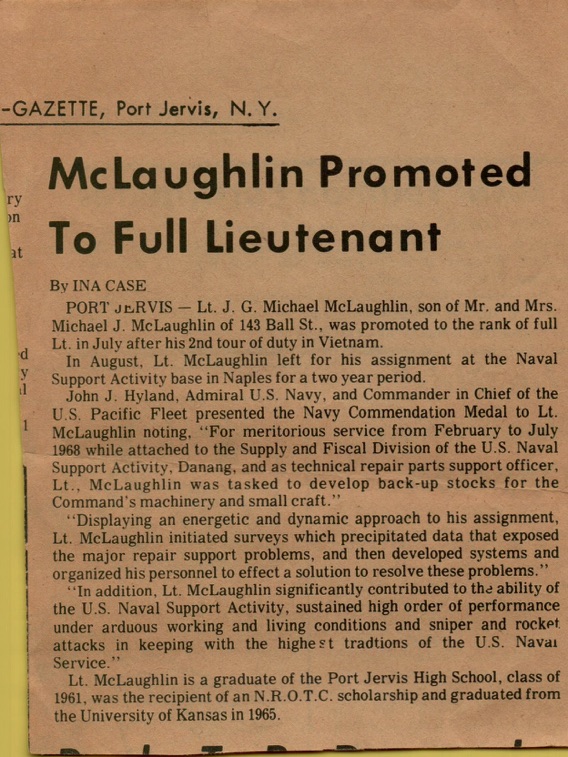 -GAZETTE, Port Jervis, N.Y.
McLaughlin Promoted
To Full Lieutenant
By INA CASE
PORT JERVIS — Lt. J. G. Michael McLaughlin, son of Mr. and Mrs.
Michael J. McLaughlin of 143 Ball St., was promoted to the rank of full
Lt. in July after his 2nd tour of duty in Vietnam.
In August, Lt. McLaughlin left for his assignment at the Naval
Support Activity base in Naples for a two year period.
John J. Hyland, Admiral U.S. Navy, and Commander in Chief of the
U.S. Pacific Fleet presented the Navy Commendation Medal to Lt.
McLaughlin noting, "For meritorious service from February to July
1968 while attached to the Supply and Fiscal Division of the U.S. Naval
Support Activity, Danang, and as technical repair parts support officer,
Lt., McLaughlin was tasked to develop back-up stocks for the
Command's machinery and small craft."
"Displaying an energetic and dynamic approach to his assignment,
Lt. McLaughlin initiated surveys which precipitated data that exposed
the major repair support problems, and then developed systems and
organized his personnel to effect a solution to resolve these problems."
"In addition, Lt. McLaughlin significantly contributed to the ability of
the U.S. Naval Support Activity, sustained high order of performance
under arduous working and living conditions and sniper and rocket
attacks in keeping with the highest tradtions of the U.S. Naval
Service."
Lt. McLaughlin is a graduate of the Port Jervis High School, class of
1961, was the recipient of an N.R.O.T.C. scholarship and graduated from
the University of Kansas in 1965.